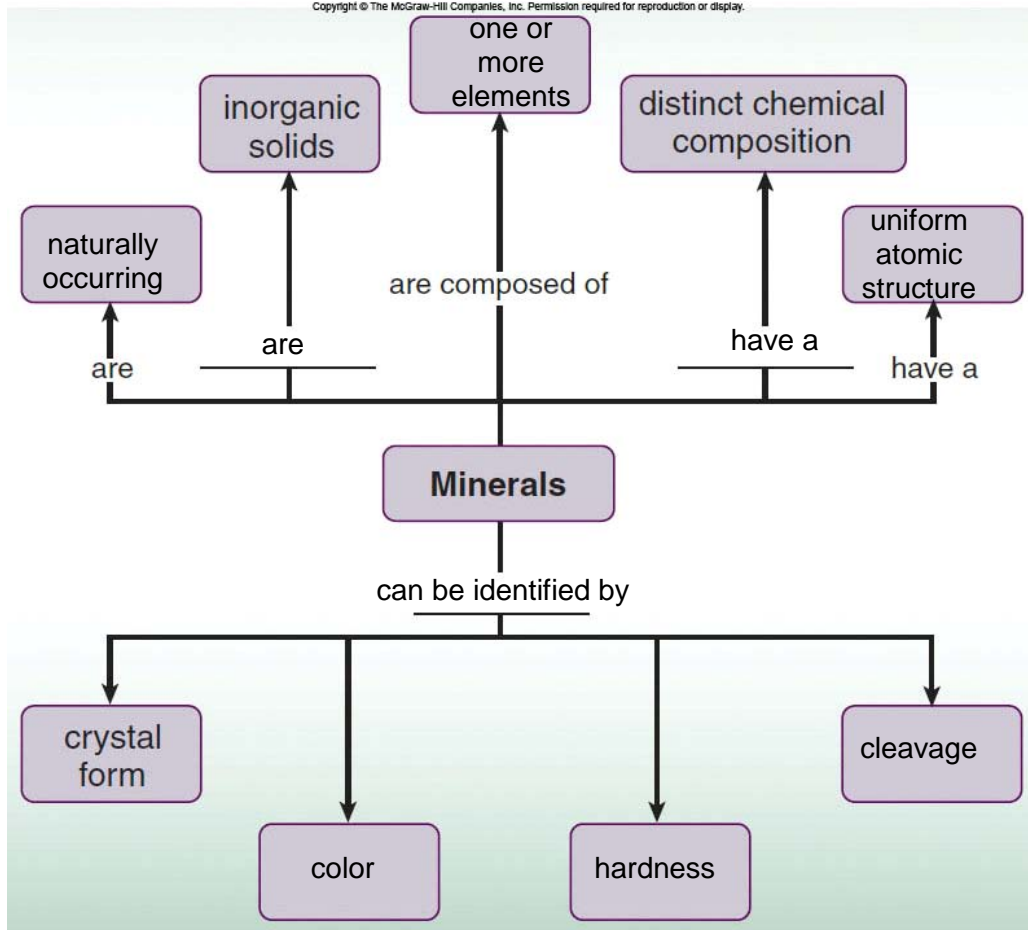 Copyright © The McGraw-Hill Companies, Inc. Permission required for reproduction or display.
one or
more
elements
inorganic
solids
distinct chemical
composition
naturally
occurring
uniform
atomic
structure
are composed of
are
have a
are
have a
Minerals
can be identified by
crystal
form
cleavage
color
hardness